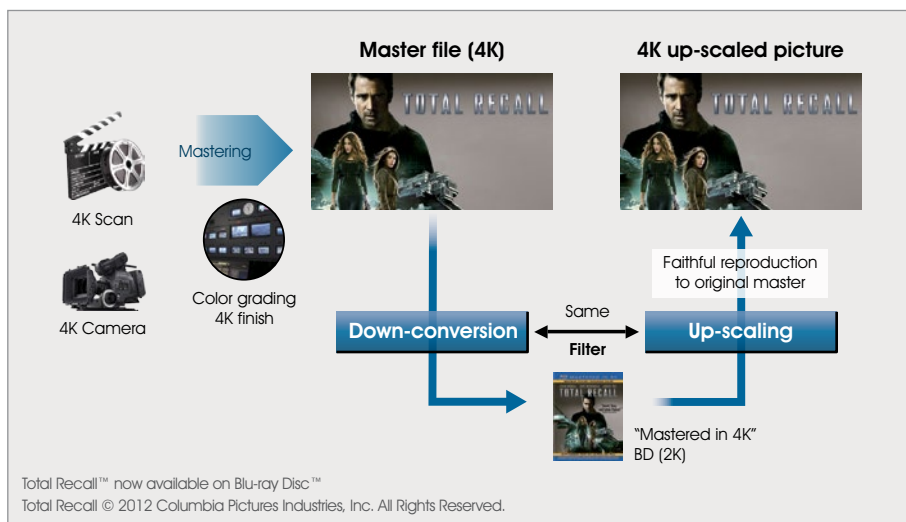 Master file (4K)
4K up-scaled picture
TOTAL RECALL
TOTAL RECALL
Mastering
4K Scan
4K Camera
Color grading
4K finish
Faithful reproduction
to original master
Down-conversion
Same
Filter
Up-scaling
TOTAL RECALL
“Mastered in 4K”
BD (2K)
Total Recall™ now available on Blu-ray Disc™
Total Recall © 2012 Columbia Pictures Industries, Inc. All Rights Reserved.